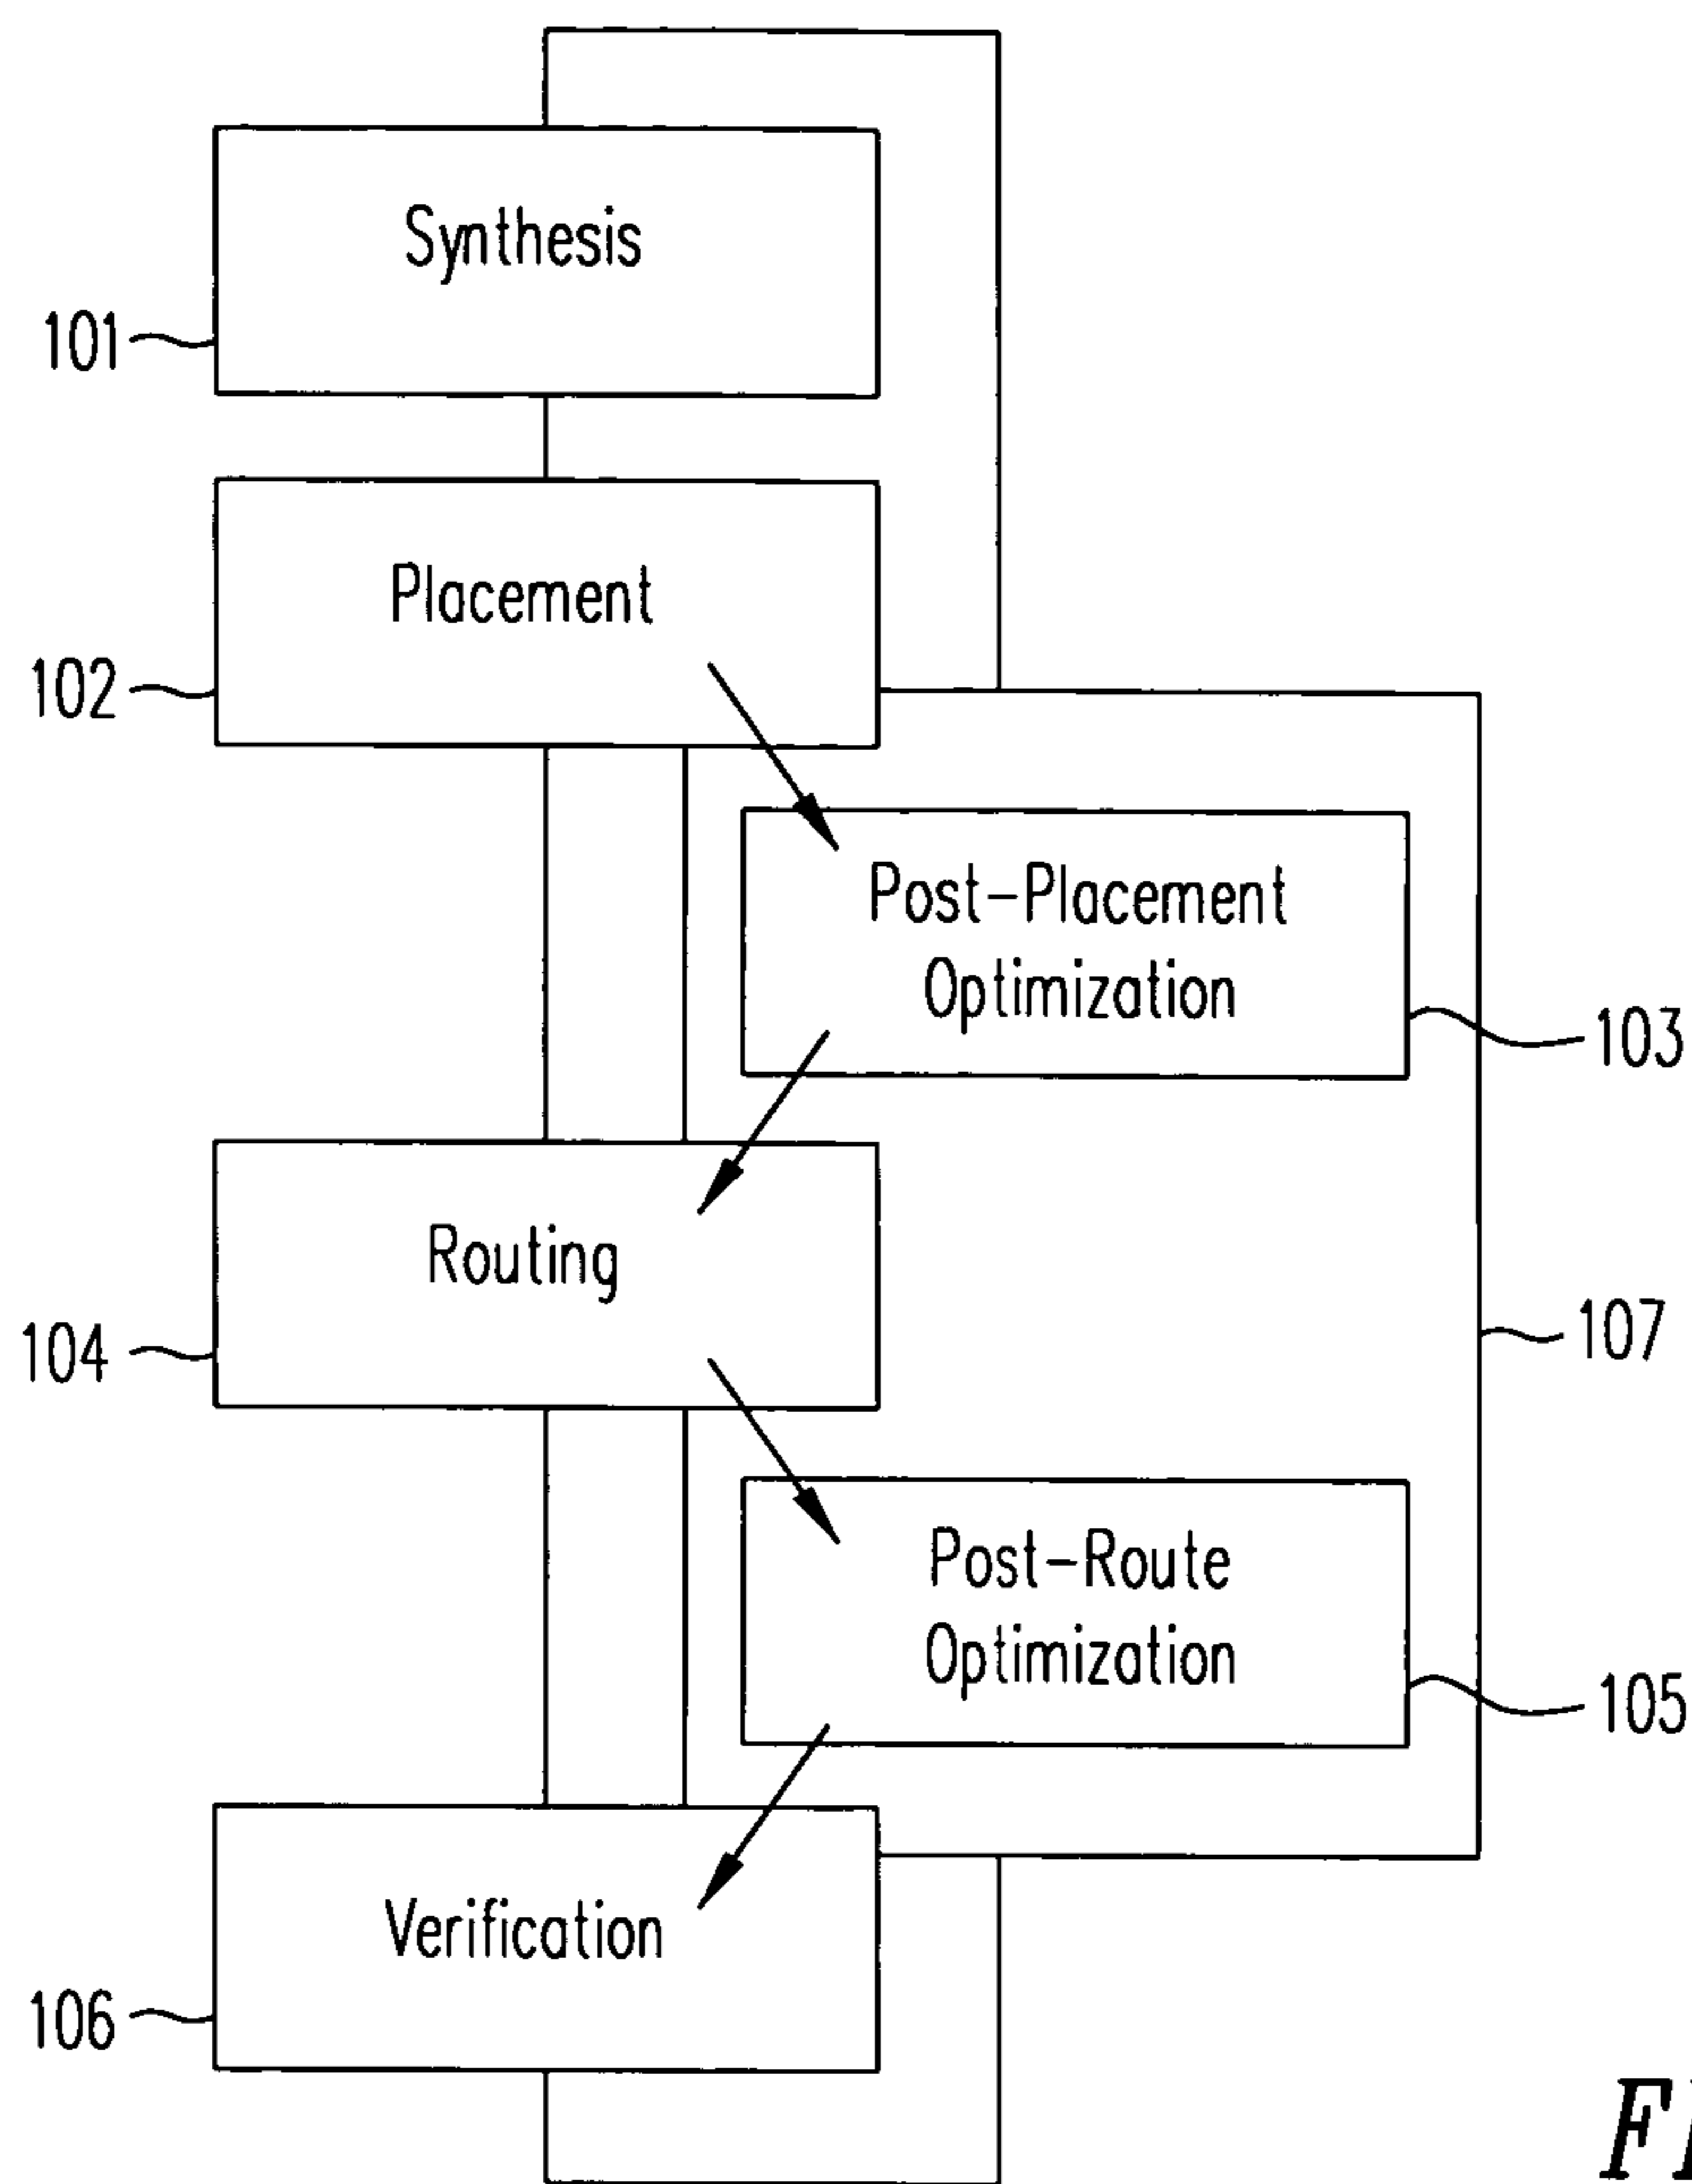 Synthesis
101
Placement
102
Post-Placement
Optimization
103
Routing
104
107
Post-Route
Optimization
105
Verification
106